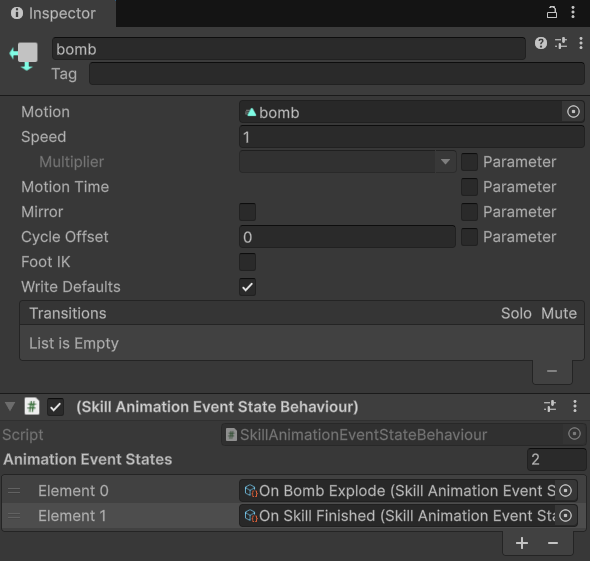 Inspector
bomb
Tag
Motion bomb
Speed 1
Multiplier Parameter
Motion Time Parameter
Mirror Parameter
Cycle Offset 0 Parameter
Foot IK
Write Defaults
Transitions Solo Mute
List is Empty
# (Skill Animation Event State Behaviour)
Script # SkillAnimationEventStateBehaviour
Animation Event States 2
Element 0 On Bomb Explode (Skill Animation Event S
Element 1 On Skill Finished (Skill Animation Event Sta